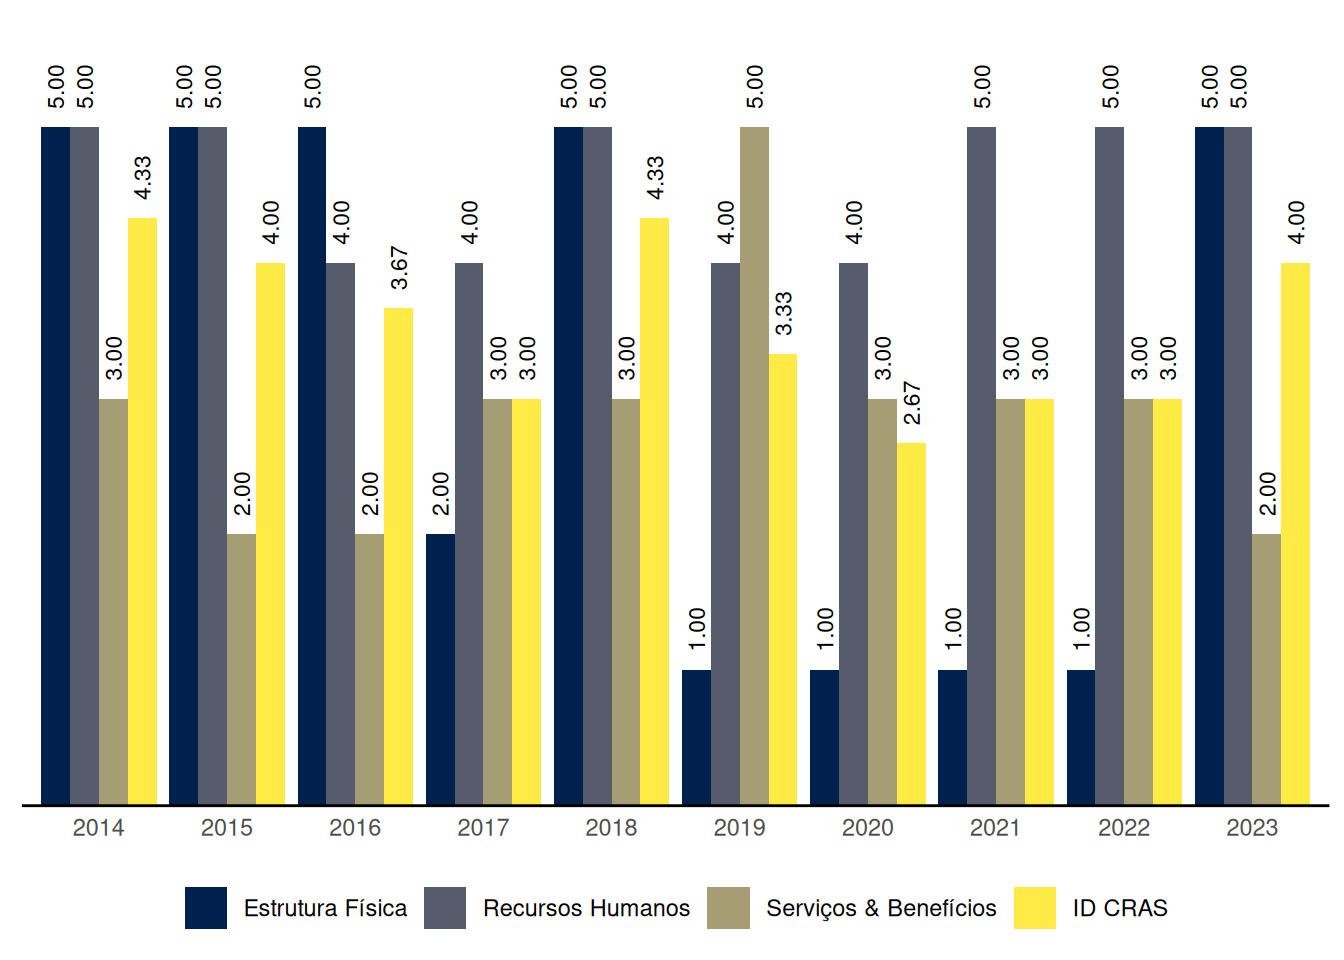 5.00 5.00 3.00 4.33
5.00 5.00 2.00 4.00
5.00 4.00 2.00 3.67
2.00 4.00 3.00 3.00
5.00 5.00 3.00 4.33
1.00 4.00 5.00 3.33
1.00 4.00 3.00 2.67
1.00 5.00 3.00 3.00
1.00 5.00 3.00 3.00
5.00 5.00 2.00 4.00
2014 2015 2016 2017 2018 2019 2020 2021 2022 2023
Estrutura Física Recursos Humanos Serviços & Benefícios ID CRAS